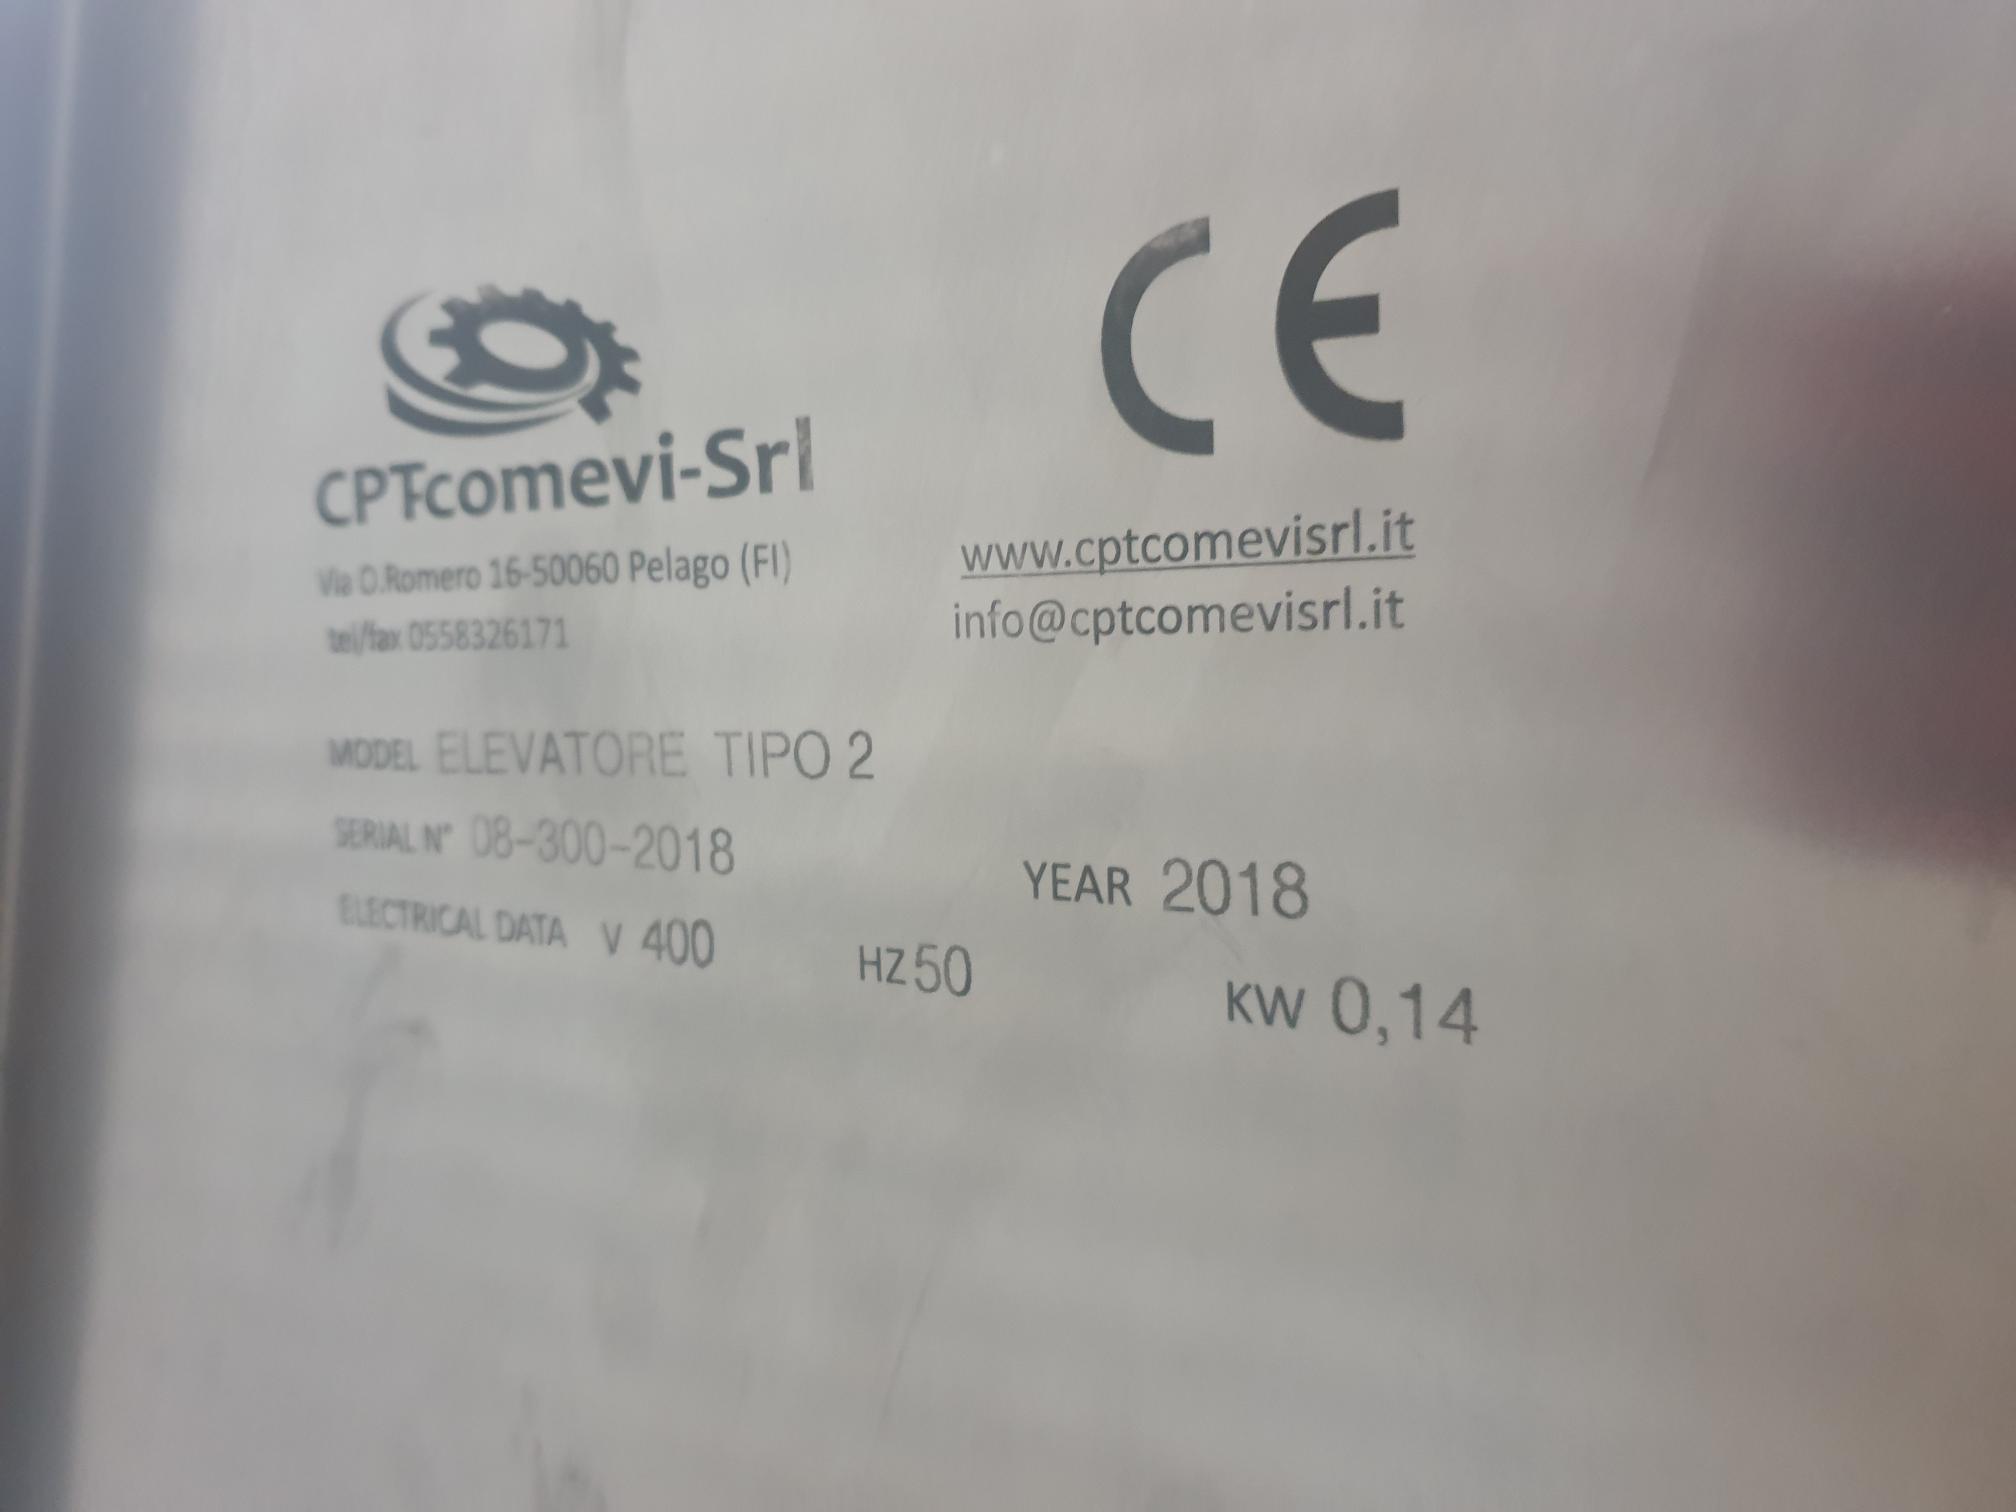 CE
CPTcomevi-Srl
Via O.Romero 16-50060 Pelago (FI)
tel/fax 0558326171
www.cptcomevisrl.it
info@cptcomevisrl.it
MODEL ELEVATORE TIPO 2
SERIAL N° 08-300-2018
YEAR 2018
ELECTRICAL DATA V 400 HZ 50 KW 0,14